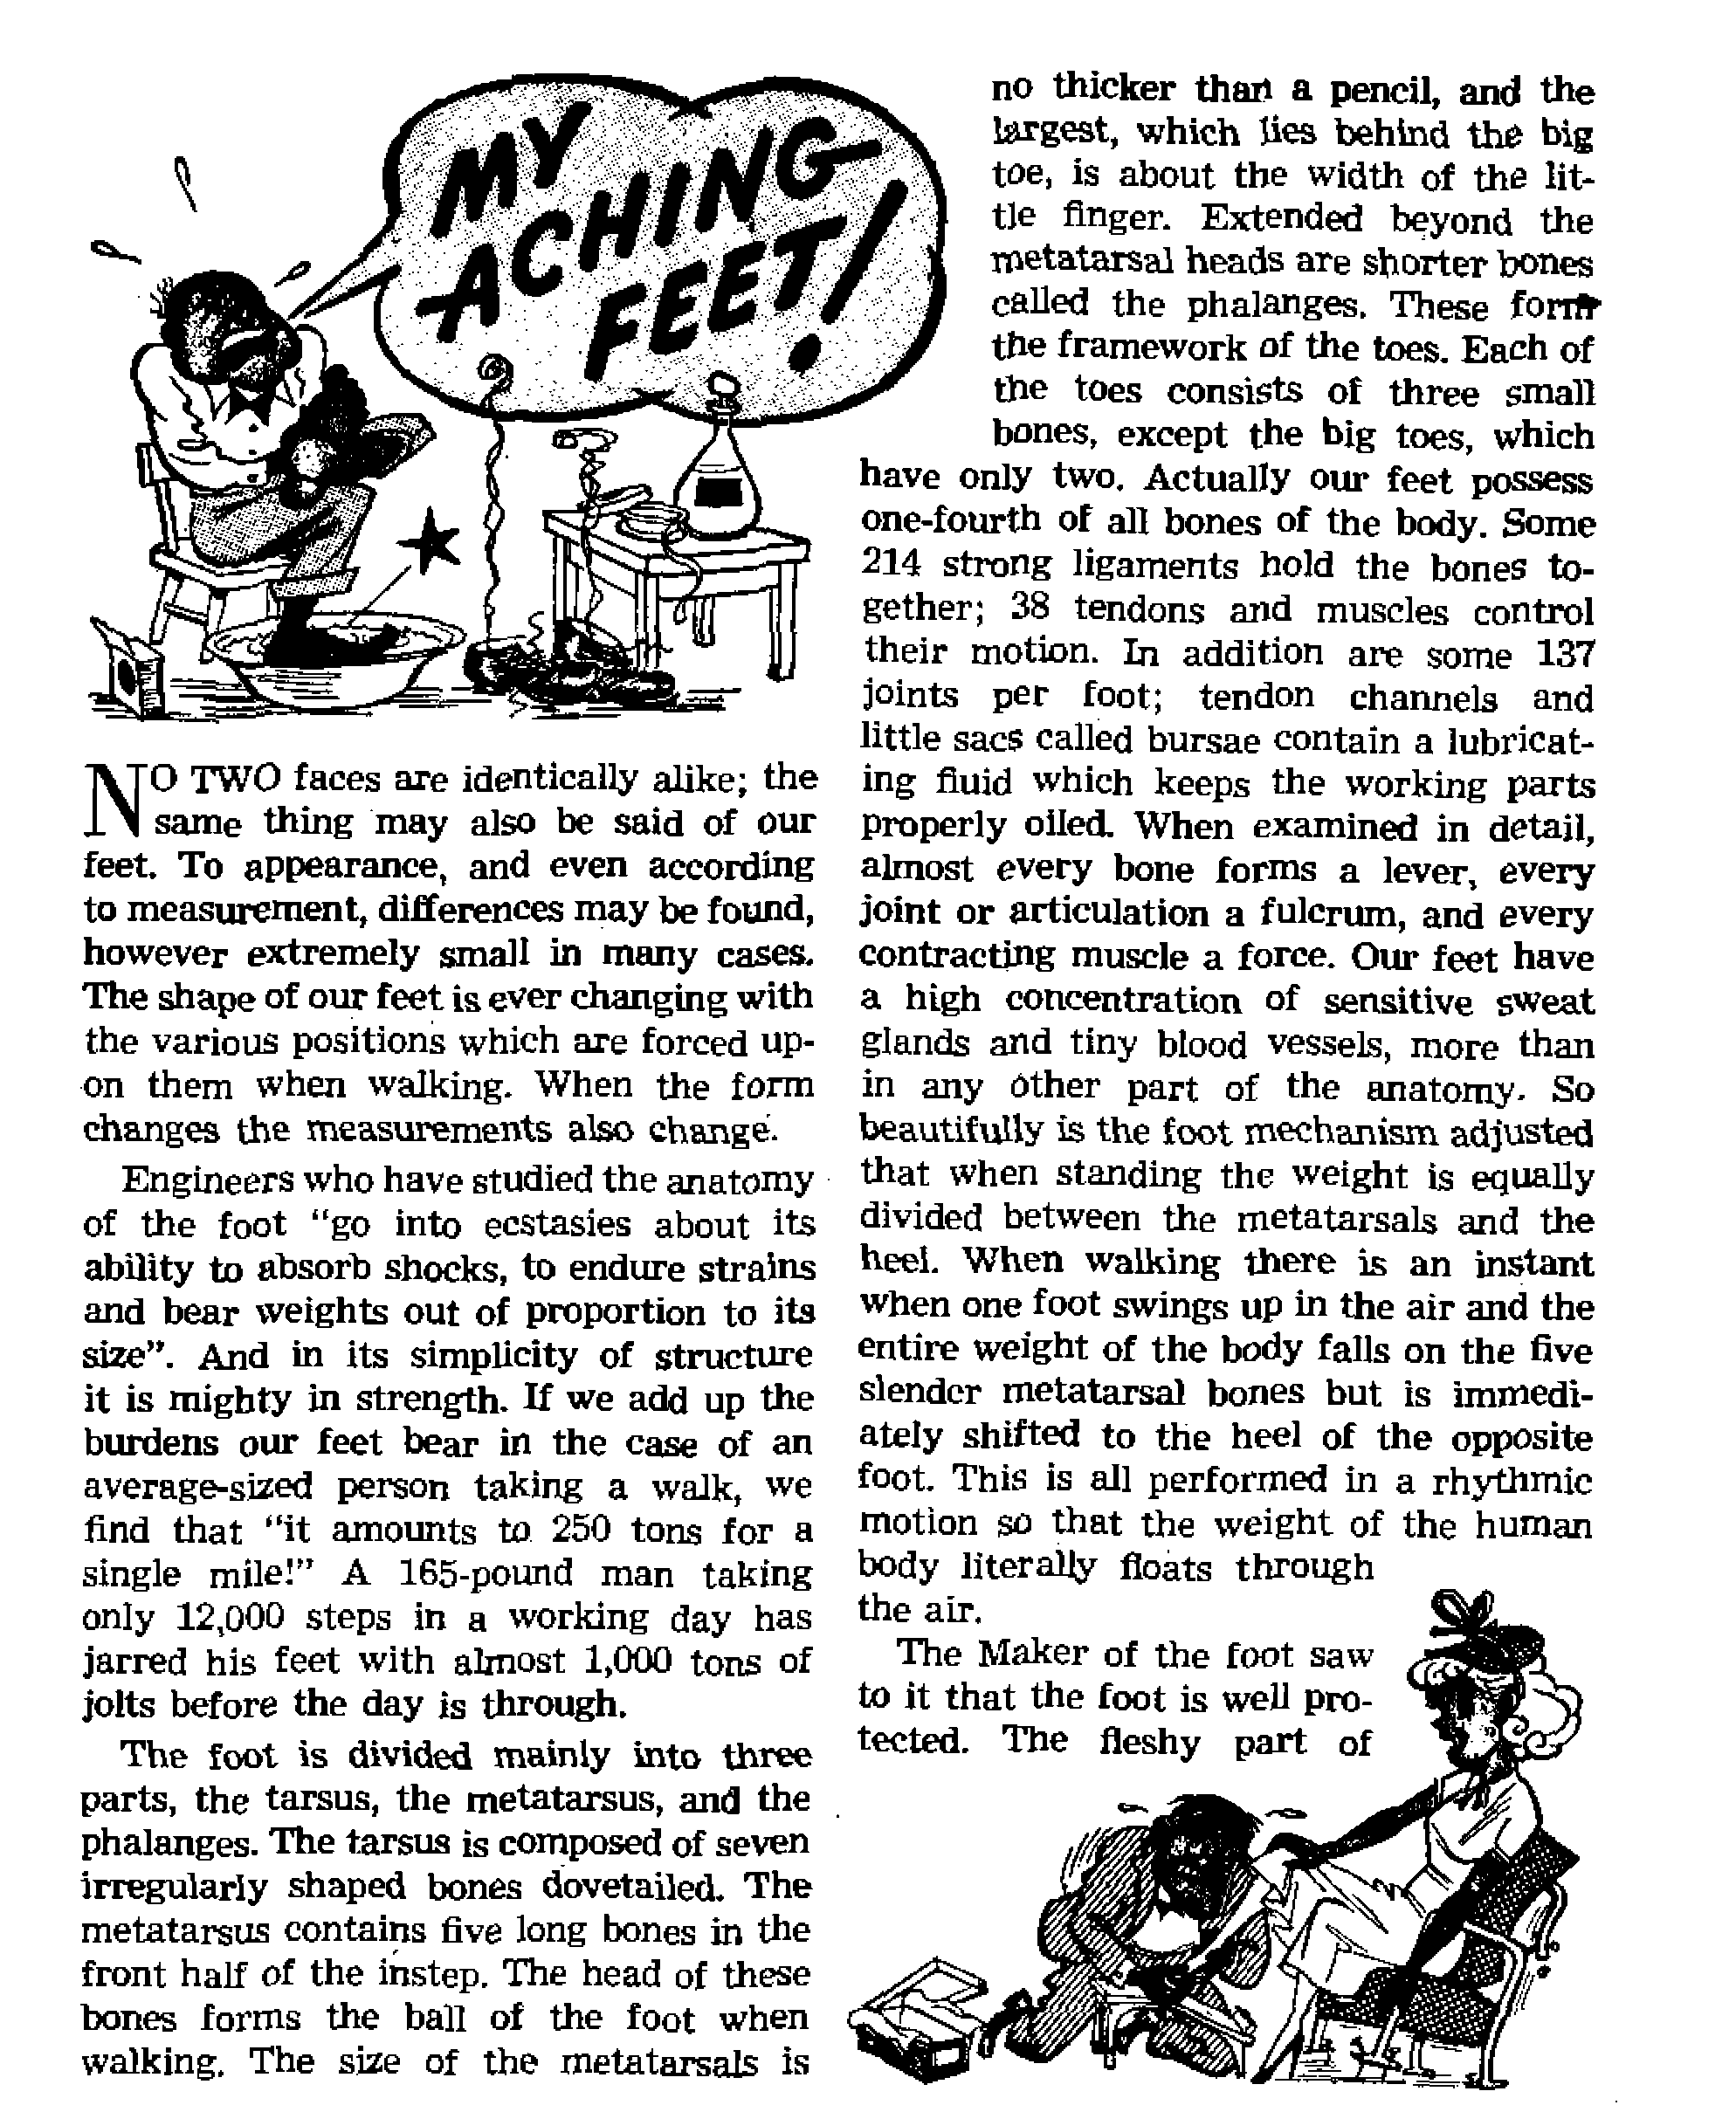 MY
ACHING
FEET!
NO TWO faces are identically alike; the
same thing may also be said of our
feet. To appearance, and even according
to measurement, differences may be found,
however extremely small in many cases.
The shape of our feet is ever changing with
the various positions which are forced up-
on them when walking. When the form
changes the measurements also change.
Engineers who have studied the anatomy
of the foot "go into ecstasies about its
ability to absorb shocks, to endure strains
and bear weights out of proportion to its
size". And in its simplicity of structure
it is mighty in strength. If we add up the
burdens our feet bear in the case of an
average-sized person taking a walk, we
find that "it amounts to 250 tons for a
single mile!" A 165-pound man taking
only 12,000 steps in a working day has
jarred his feet with almost 1,000 tons of
jolts before the day is through.
The foot is divided mainly into three
parts, the tarsus, the metatarsus, and the
phalanges. The tarsus is composed of seven
irregularly shaped bones dovetailed. The
metatarsus contains five long bones in the
front half of the instep. The head of these
bones forms the ball of the foot when
walking. The size of the metatarsals is
no thicker than a pencil, and the
largest, which lies behind the big
toe, is about the width of the lit-
tle finger. Extended beyond the
metatarsal heads are shorter bones
called the phalanges. These form
the framework of the toes. Each of
the toes consists of three small
bones, except the big toes, which
have only two. Actually our feet possess
one-fourth of all bones of the body. Some
214 strong ligaments hold the bones to-
gether; 38 tendons and muscles control
their motion. In addition are some 137
joints per foot; tendon channels and
little sacs called bursae contain a lubricat-
ing fluid which keeps the working parts
properly oiled. When examined in detail,
almost every bone forms a lever, every
joint or articulation a fulcrum, and every
contracting muscle a force. Our feet have
a high concentration of sensitive sweat
glands and tiny blood vessels, more than
in any other part of the anatomy. So
beautifully is the foot mechanism adjusted
that when standing the weight is equally
divided between the metatarsals and the
heel. When walking there is an instant
when one foot swings up in the air and the
entire weight of the body falls on the five
slender metatarsal bones but is immedi-
ately shifted to the heel of the opposite
foot. This is all performed in a rhythmic
motion so that the weight of the human
body literally floats through
the air.
The Maker of the foot saw
to it that the foot is well pro-
tected. The fleshy part of